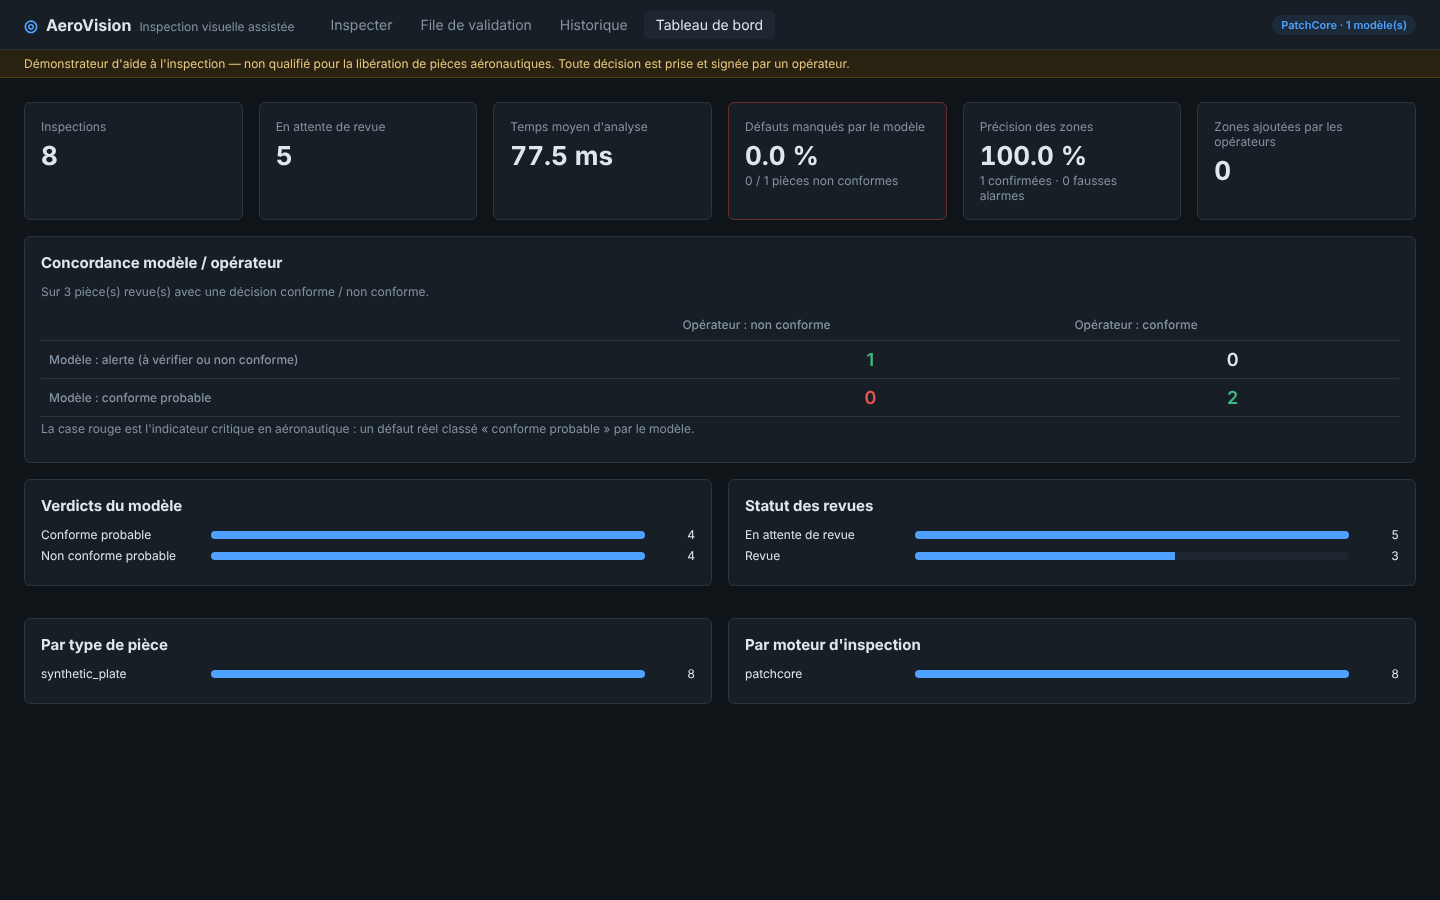 AeroVision Inspection visuelle assistée Inspecter File de validation Historique Tableau de bord PatchCore · 1 modèle(s)
Démonstrateur d'aide à l'inspection — non qualifié pour la libération de pièces aéronautiques. Toute décision est prise et signée par un opérateur.
Inspections
8
En attente de revue
5
Temps moyen d'analyse
77.5 ms
Défauts manqués par le modèle
0.0 %
0 / 1 pièces non conformes
Précision des zones
100.0 %
1 confirmées · 0 fausses
alarmes
Zones ajoutées par les
opérateurs
0
Concordance modèle / opérateur
Sur 3 pièce(s) revue(s) avec une décision conforme / non conforme.
Opérateur : non conforme Opérateur : conforme
Modèle : alerte (à vérifier ou non conforme) 1 0
Modèle : conforme probable 0 2
La case rouge est l'indicateur critique en aéronautique : un défaut réel classé « conforme probable » par le modèle.
Verdicts du modèle
Conforme probable 4
Non conforme probable 4
Statut des revues
En attente de revue 5
Revue 3
Par type de pièce
synthetic_plate 8
Par moteur d'inspection
patchcore 8